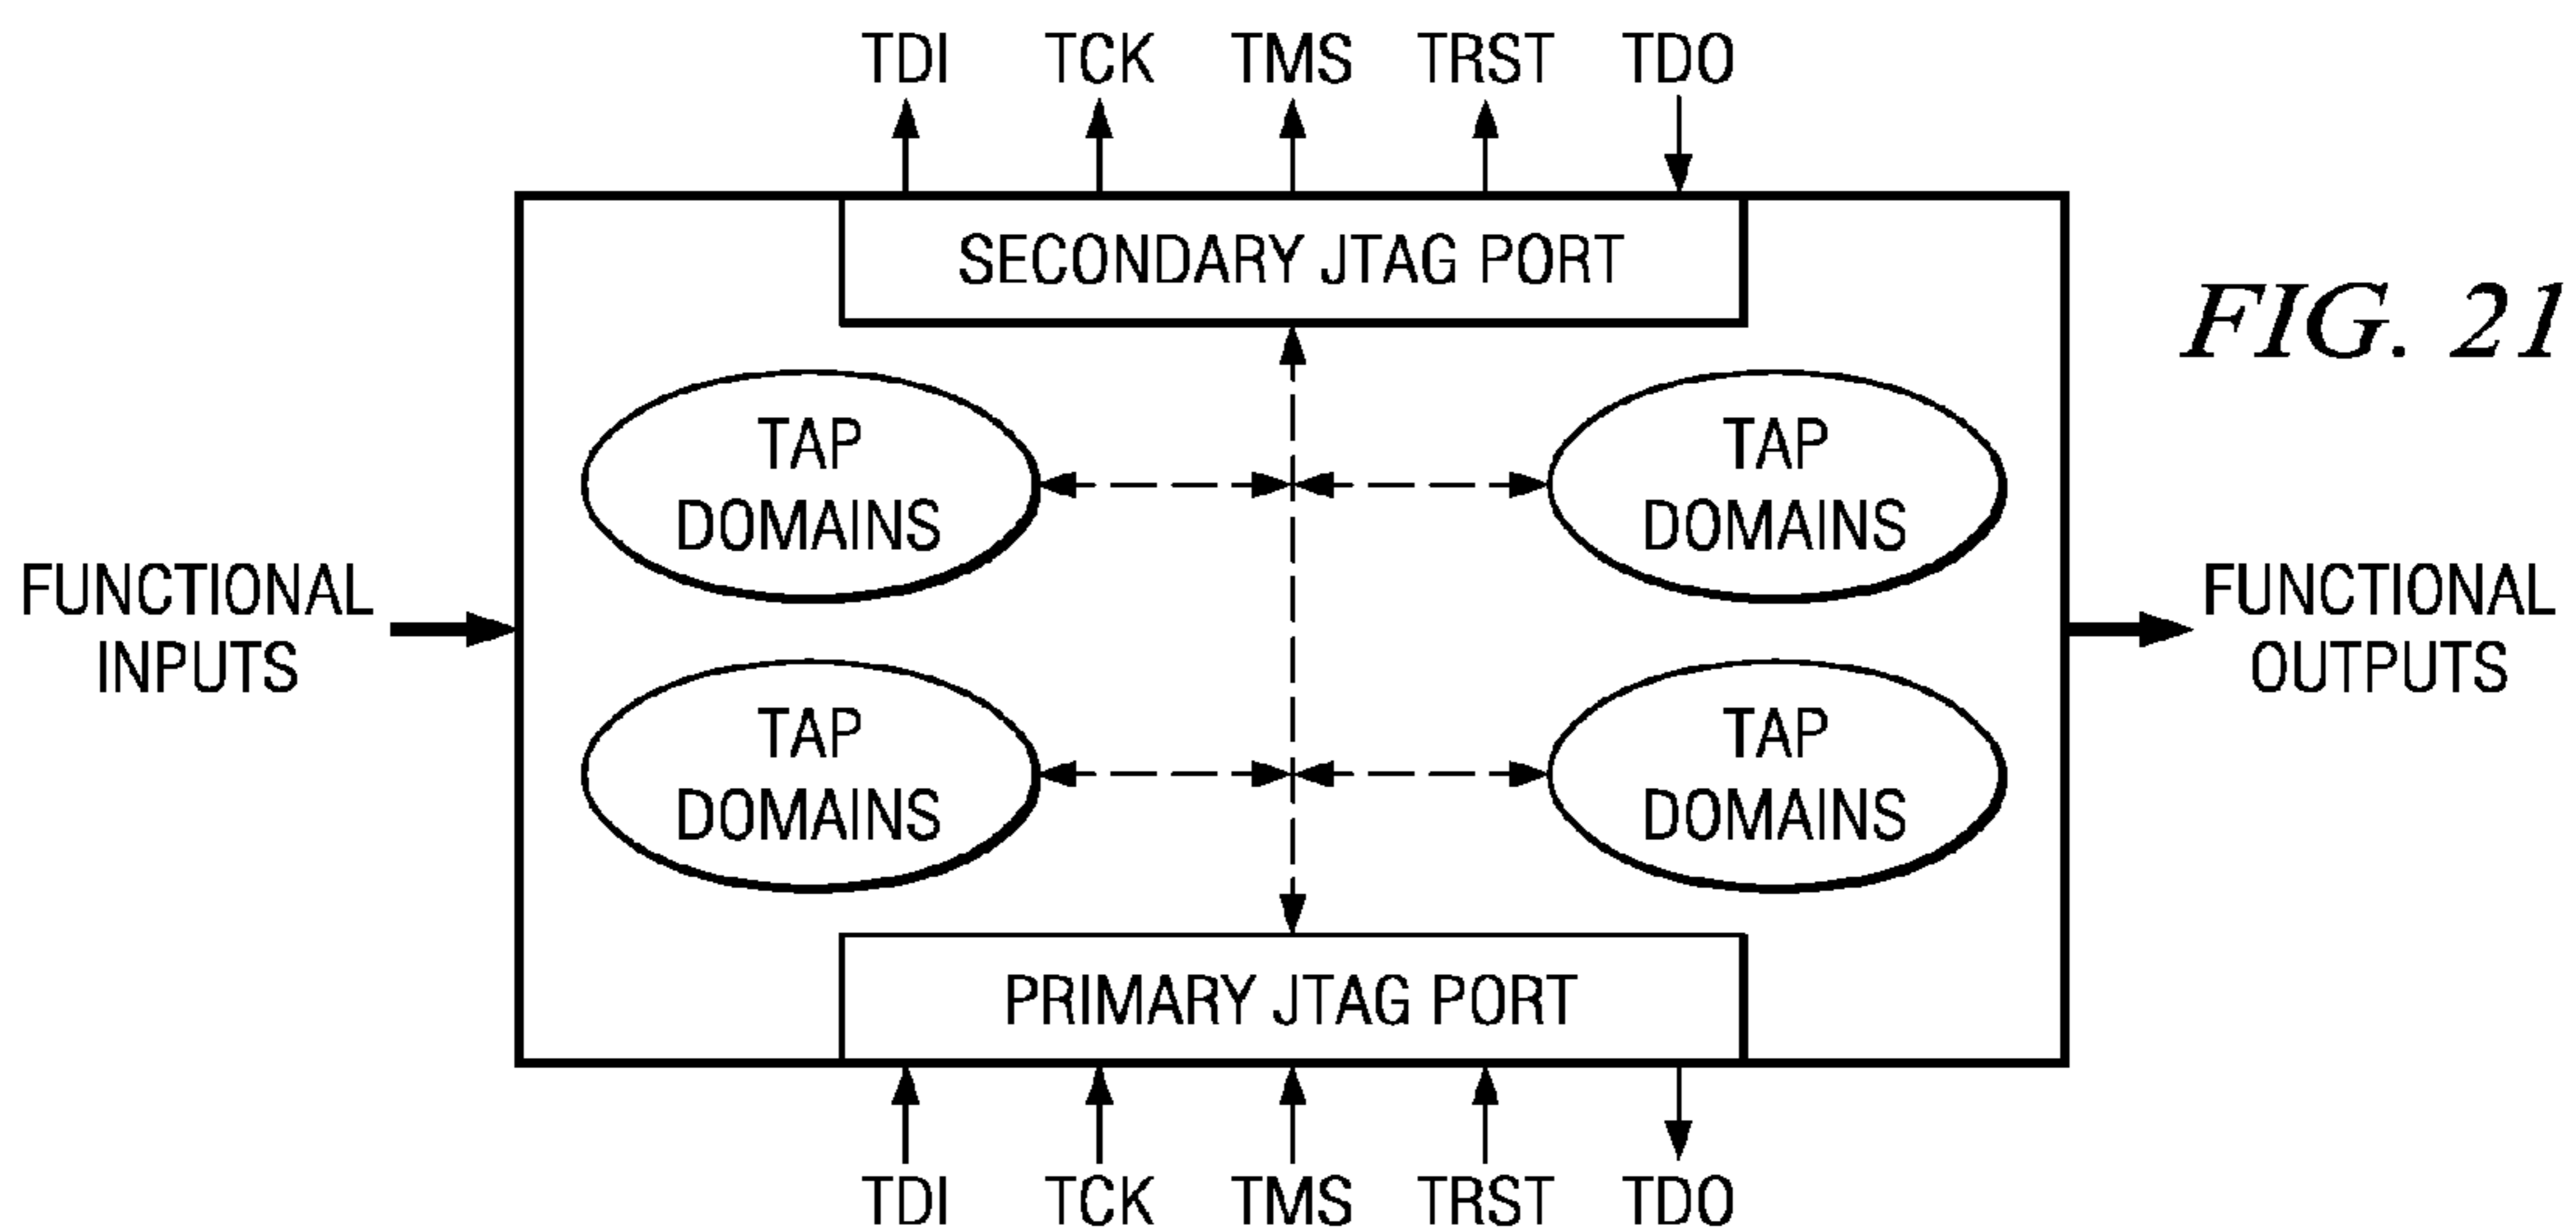 TDI TCK TMS TRST TDO
SECONDARY JTAG PORT
FIG. 21
TAP
DOMAINS
TAP
DOMAINS
FUNCTIONAL
INPUTS
FUNCTIONAL
OUTPUTS
TAP
DOMAINS
TAP
DOMAINS
PRIMARY JTAG PORT
TDI TCK TMS TRST TDO